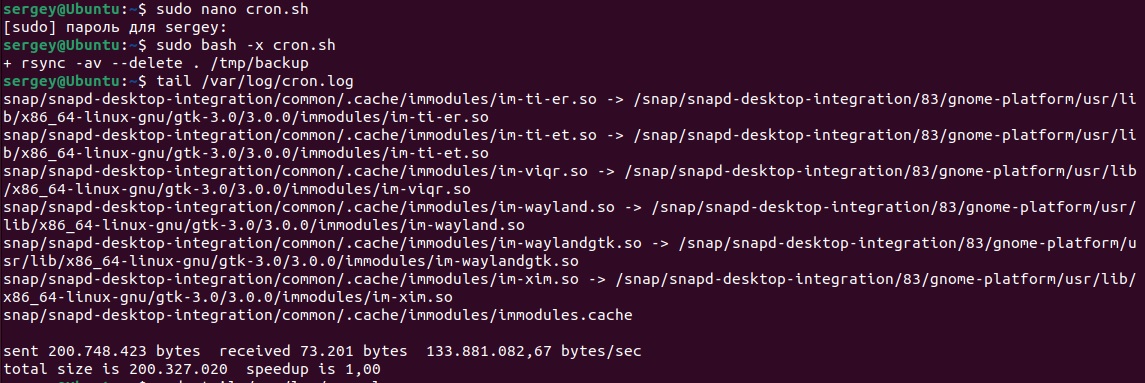 sergey@Ubuntu:~$ sudo nano cron.sh
[sudo] пароль для sergey:
sergey@Ubuntu:~$ sudo bash -x cron.sh
+ rsync -av --delete . /tmp/backup
sergey@Ubuntu:~$ tail /var/log/cron.log
snap/snapd-desktop-integration/common/.cache/immodules/im-ti-er.so -> /snap/snapd-desktop-integration/83/gnome-platform/usr/li
b/x86_64-linux-gnu/gtk-3.0/3.0.0/immodules/im-ti-er.so
snap/snapd-desktop-integration/common/.cache/immodules/im-ti-et.so -> /snap/snapd-desktop-integration/83/gnome-platform/usr/li
b/x86_64-linux-gnu/gtk-3.0/3.0.0/immodules/im-ti-et.so
snap/snapd-desktop-integration/common/.cache/immodules/im-viqr.so -> /snap/snapd-desktop-integration/83/gnome-platform/usr/lib
/x86_64-linux-gnu/gtk-3.0/3.0.0/immodules/im-viqr.so
snap/snapd-desktop-integration/common/.cache/immodules/im-wayland.so -> /snap/snapd-desktop-integration/83/gnome-platform/usr/
lib/x86_64-linux-gnu/gtk-3.0/3.0.0/immodules/im-wayland.so
snap/snapd-desktop-integration/common/.cache/immodules/im-waylandgtk.so -> /snap/snapd-desktop-integration/83/gnome-platform/u
sr/lib/x86_64-linux-gnu/gtk-3.0/3.0.0/immodules/im-waylandgtk.so
snap/snapd-desktop-integration/common/.cache/immodules/im-xim.so -> /snap/snapd-desktop-integration/83/gnome-platform/usr/lib/
x86_64-linux-gnu/gtk-3.0/3.0.0/immodules/im-xim.so
snap/snapd-desktop-integration/common/.cache/immodules/immodules.cache
sent 200.748.423 bytes  received 73.201 bytes  133.881.082,67 bytes/sec
total size is 200.327.020  speedup is 1,00